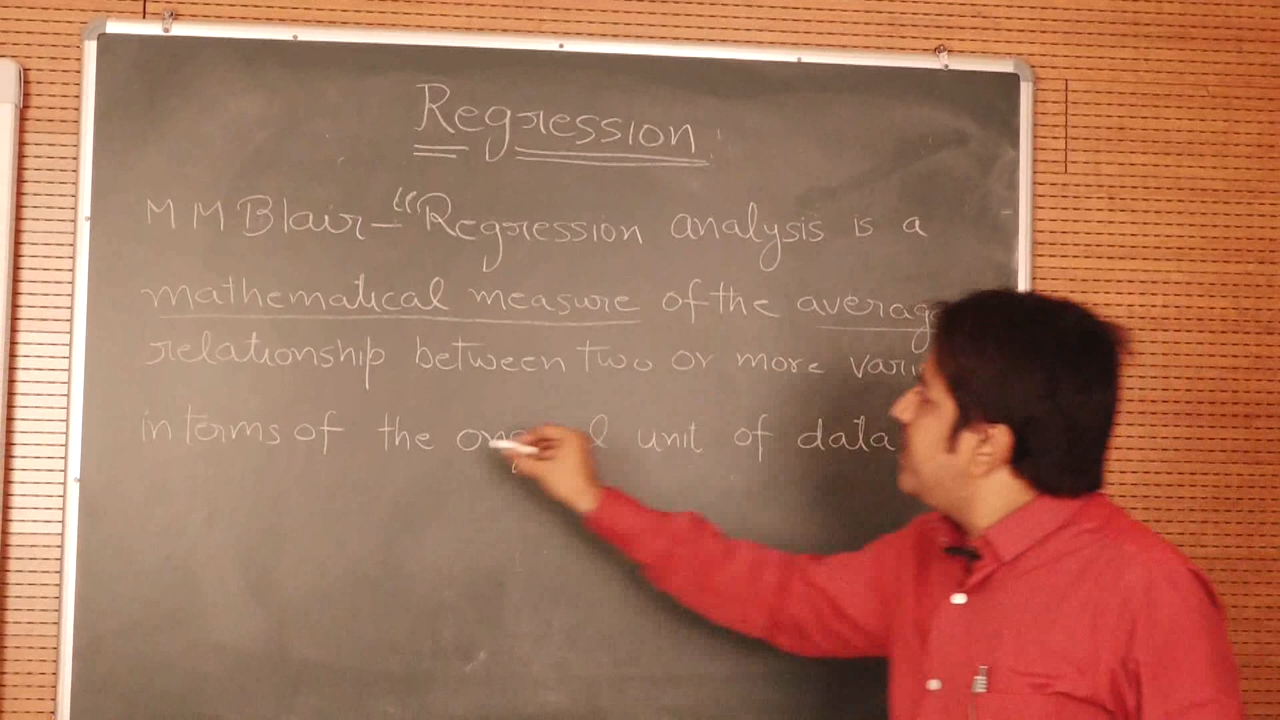 Regression
M M Blair - "Regression analysis is a
mathematical measure of the average
relationship between two or more
in terms of the unit of data